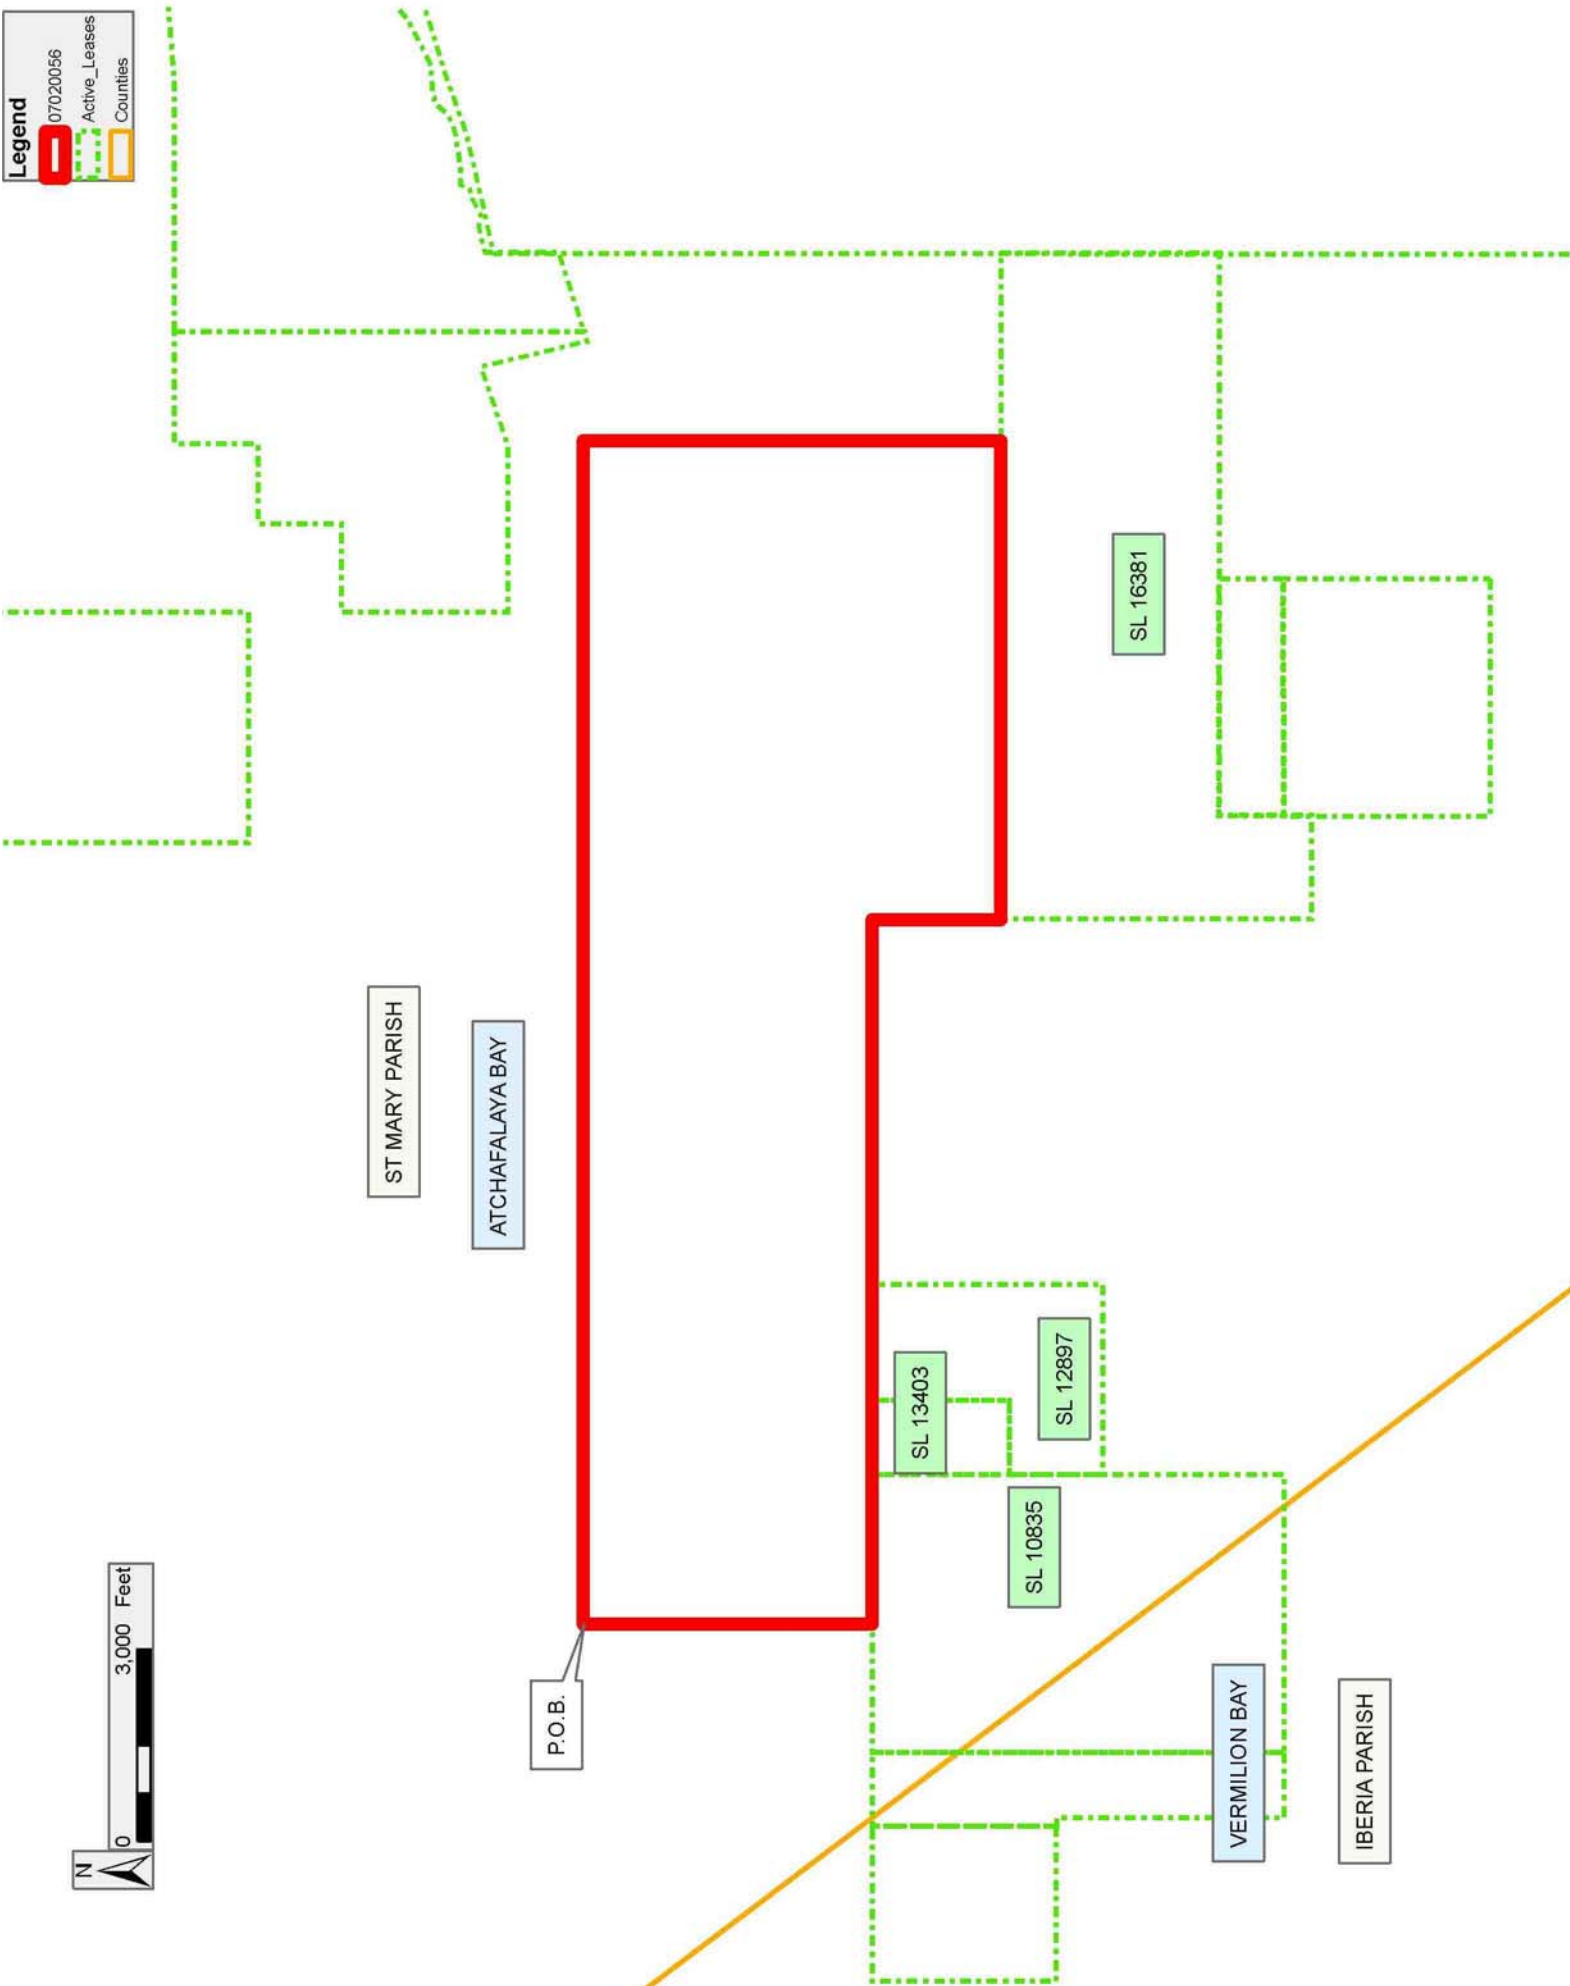 Legend
07020056
Active_Leases
Counties
ST MARY PARISH
ATCHAFALAYA BAY
SL 16381
SL 13403
SL 12897
SL 10835
P.O.B.
VERMILION BAY
IBERIA PARISH
N
0 3,000 Feet